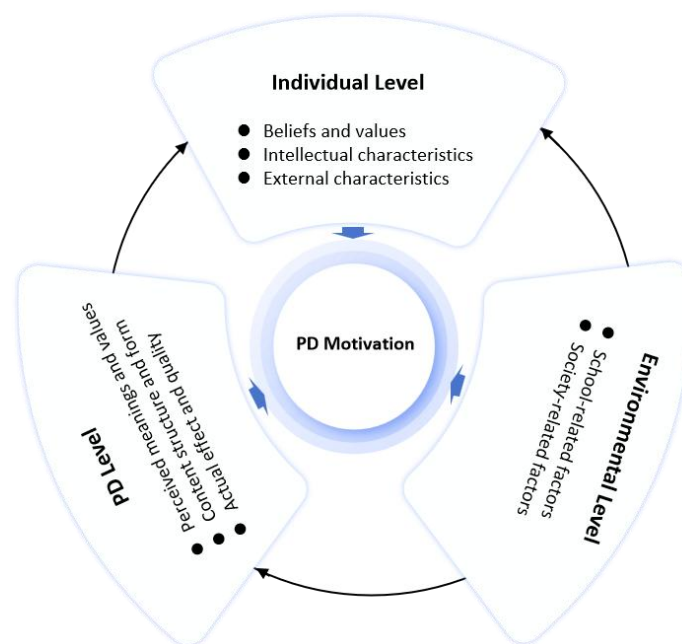 Individual Level
● Beliefs and values
● Intellectual characteristics
● External characteristics
PD Motivation
PD Level
● Perceived meanings and values
● Content structure and form
● Actual effect and quality
Environmental Level
● School-related factors
● Society-related factors